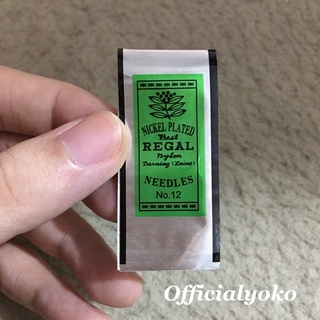 NICKEL PLATED
Best
REGAL
Nylon
Darning (Laine)
NEEDLES
No.12
Officialyoko